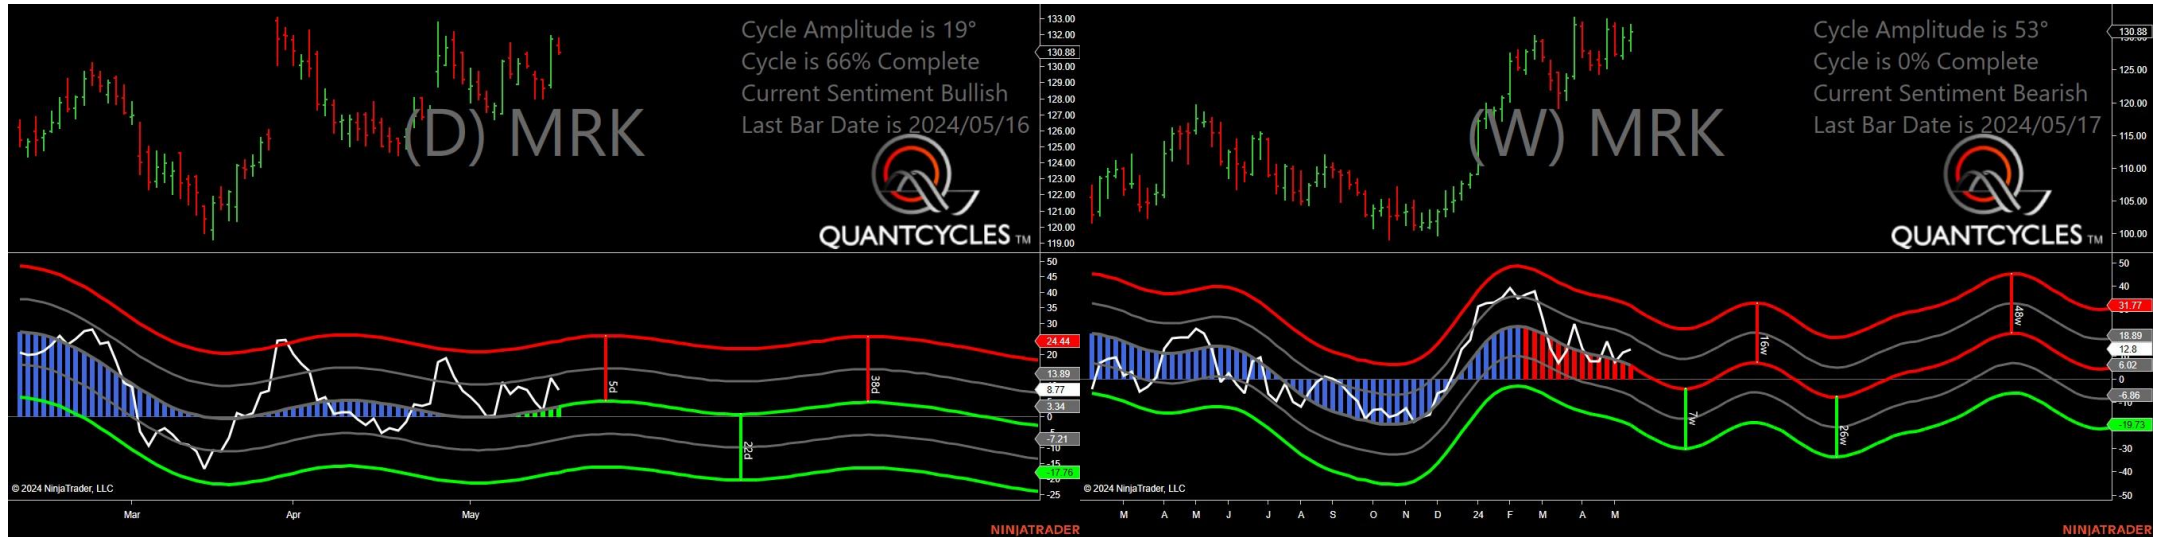 Cycle Amplitude is 19°
Cycle is 66% Complete
Current Sentiment Bullish
Last Bar Date is 2024/05/16
(D) MRK
QUANTCYCLES TM
133.00
132.00
130.88
130.00
129.00
128.00
127.00
126.00
125.00
124.00
123.00
122.00
121.00
120.00
119.00
50
45
40
35
30
24.44
20
13.89
8.77
3.34
0
-7.21
-10
-15
-17.76
-20
-25
5d
22d
38d
© 2024 NinjaTrader, LLC
Mar Apr May
NINJATRADER
Cycle Amplitude is 53°
Cycle is 0% Complete
Current Sentiment Bearish
Last Bar Date is 2024/05/17
(W) MRK
QUANTCYCLES TM
130.88
125.00
120.00
115.00
110.00
105.00
100.00
50
40
31.77
18.89
12.8
6.02
0
-6.86
-10
-19.73
-30
-40
-50
7w
16w
26w
48w
© 2024 NinjaTrader, LLC
M A M J J A S O N D 24 F M A M
NINJATRADER